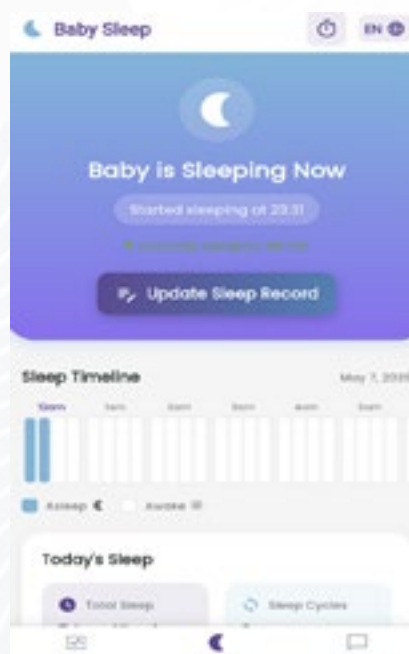 Baby Sleep
EN
Baby is Sleeping Now
Started sleeping at 23:31
Update Sleep Record
Sleep Timeline
May 7, 2025
Asleep
Awake
Today's Sleep
Total Sleep
Sleep Cycles